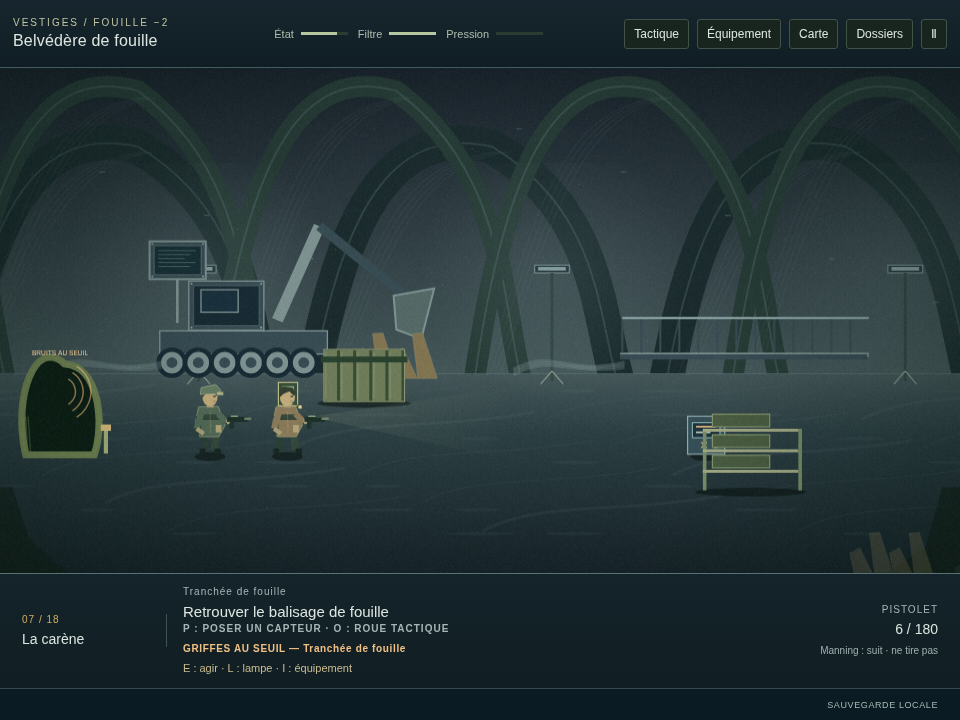 VESTIGES / FOUILLE −2
Belvédère de fouille
État
Filtre
Pression
Tactique
Équipement
Carte
Dossiers
II
BRUITS AU SEUIL
07 / 18
La carène
Tranchée de fouille
Retrouver le balisage de fouille
P : POSER UN CAPTEUR · O : ROUE TACTIQUE
GRIFFES AU SEUIL — Tranchée de fouille
E : agir · L : lampe · I : équipement
PISTOLET
6 / 180
Manning : suit · ne tire pas
SAUVEGARDE LOCALE